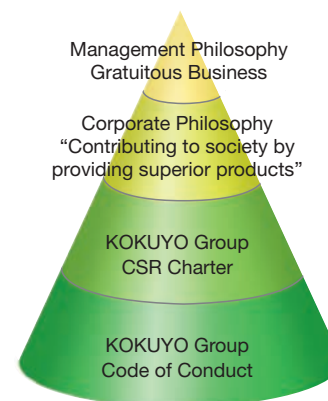 Management Philosophy
Gratuitous Business
Corporate Philosophy
“Contributing to society by
providing superior products”
KOKUYO Group
CSR Charter
KOKUYO Group
Code of Conduct